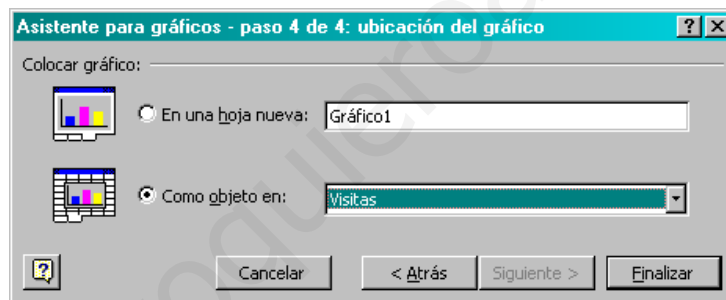 Asistente para gráficos - paso 4 de 4: ubicación del gráfico
Colocar gráfico:
En una hoja nueva: Gráfico1
Como objeto en: Visitas
Cancelar < Atrás Siguiente > Finalizar